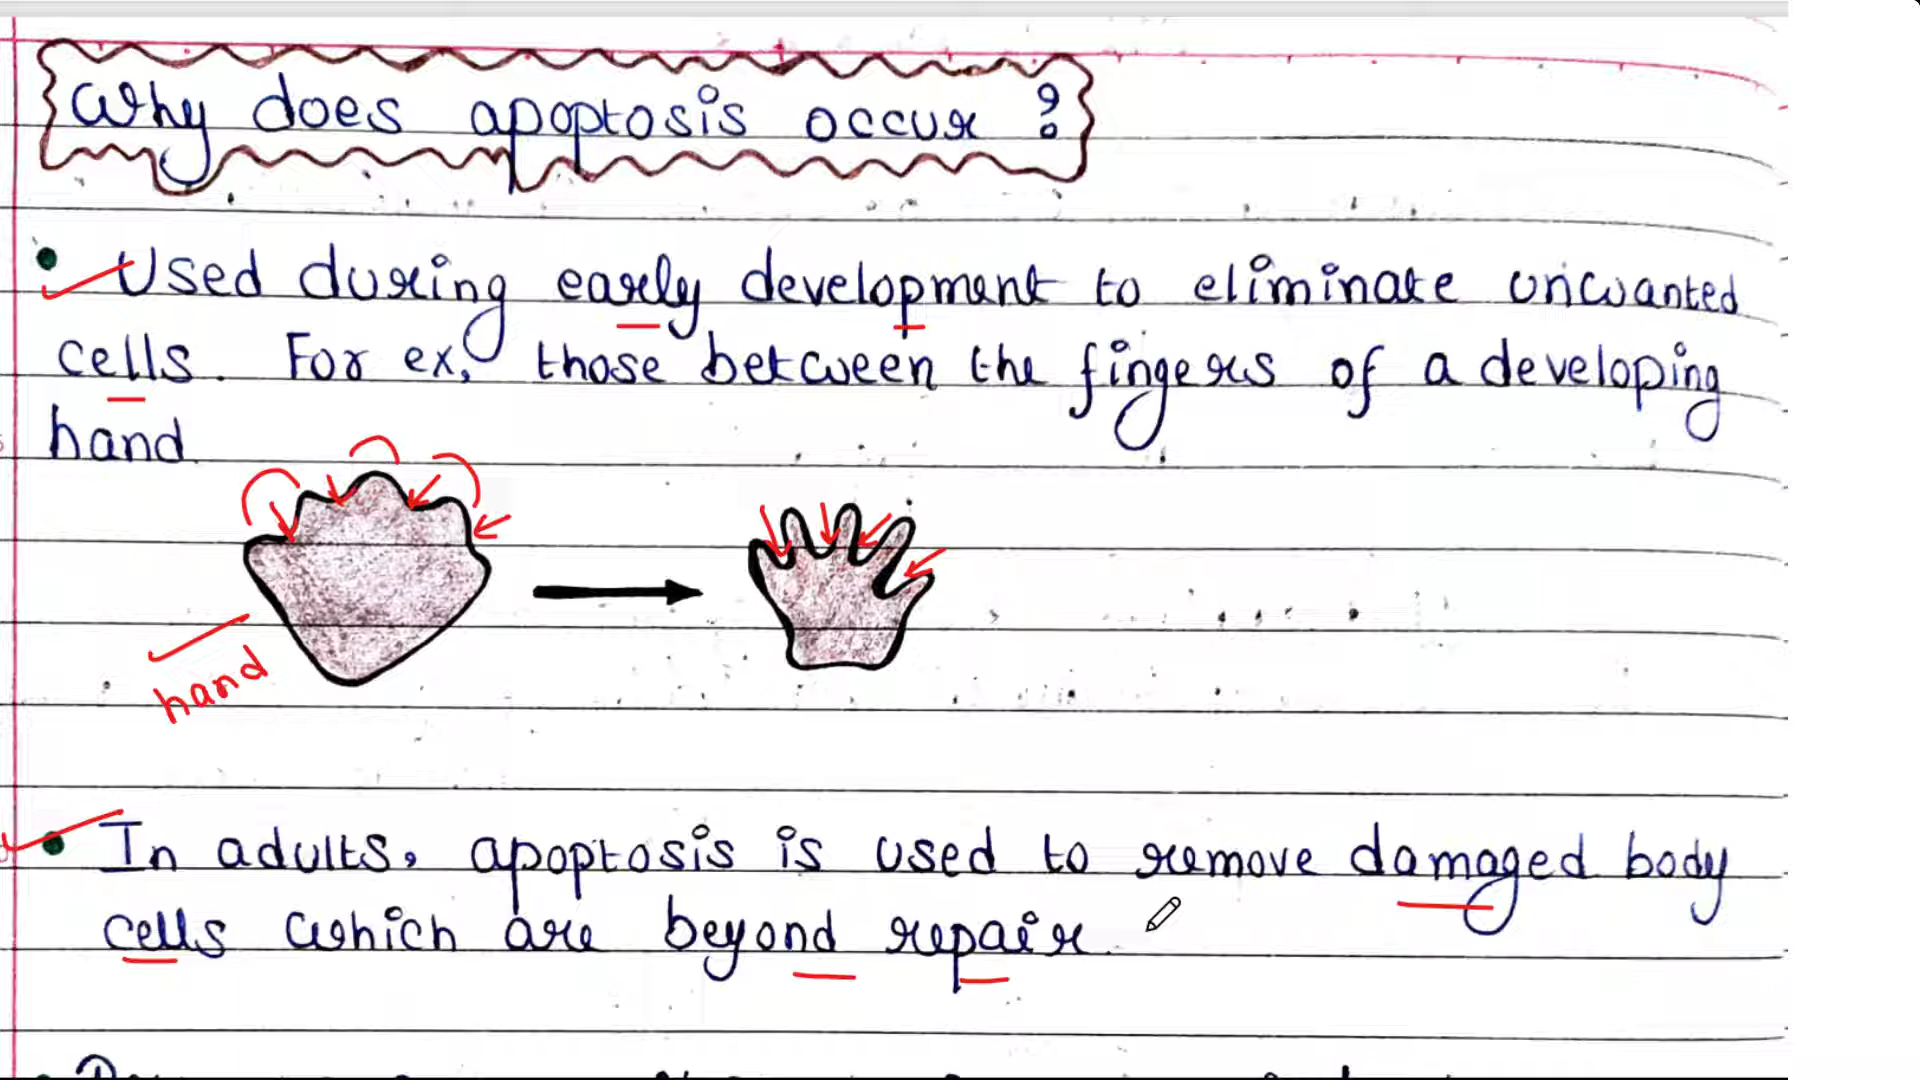 Why does apoptosis occur ?
• Used during early development to eliminate unwanted
cells. For ex, those between the fingers of a developing
hand
hand
• In adults, apoptosis is used to remove damaged body
cells which are beyond repair.